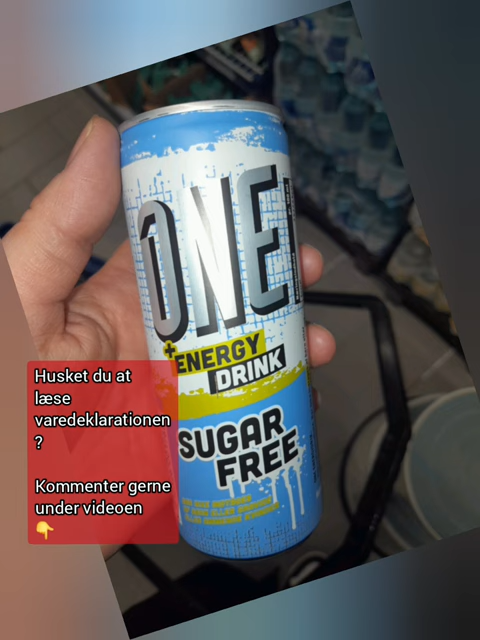 ONE
+ENERGY
DRINK
SUGAR
FREE
Husket du at
læse
varedeklarationen
?
Kommenter gerne
under videoen
👇